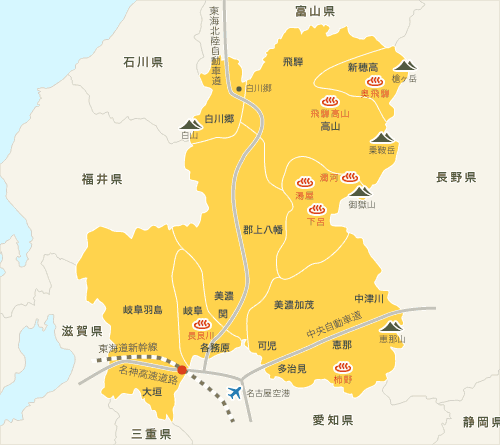 富山県
東海北陸自動車道
飛騨
石川県
新穂高
槍ヶ岳
白川郷
奥飛騨
飛騨高山
白川郷
高山
白山
乗鞍岳
福井県
濁河
長野県
湯屋
御嶽山
下呂
郡上八幡
美濃
中津川
岐阜羽島
岐阜
関
美濃加茂
中央自動車道
滋賀県
長良川
恵那山
東海道新幹線
各務原
可児
恵那
名神高速道路
多治見
柿野
大垣
名古屋空港
愛知県
静岡県
三重県